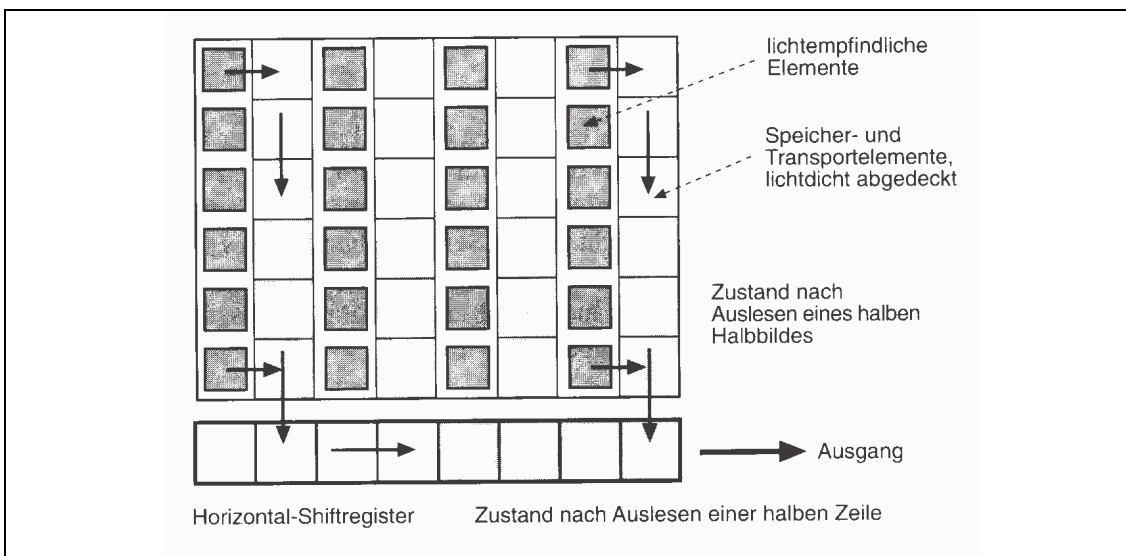 lichtempfindliche
Elemente
Speicher- und
Transportelemente,
lichtdicht abgedeckt
Zustand nach
Auslesen eines halben
Halbbildes
Ausgang
Horizontal-Shiftregister
Zustand nach Auslesen einer halben Zeile